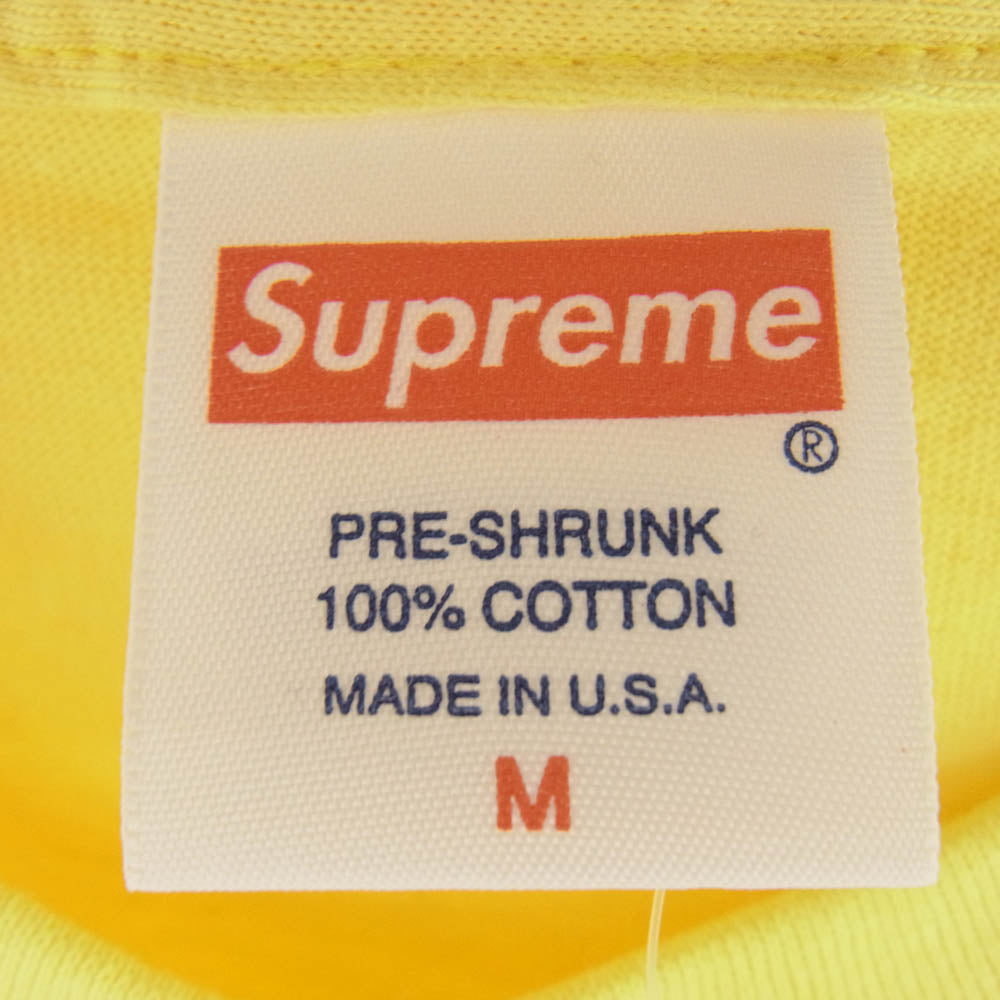 Supreme
®
PRE-SHRUNK
100% COTTON
MADE IN U.S.A.
M